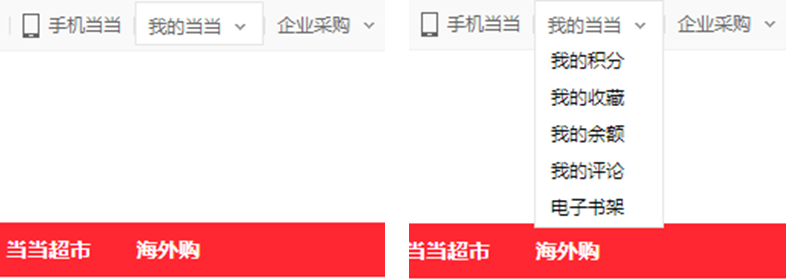 手机当当 我的当当 企业采购
当当超市 海外购
手机当当 我的当当 企业采购
我的积分
我的收藏
我的余额
我的评论
电子书架
当当超市 海外购